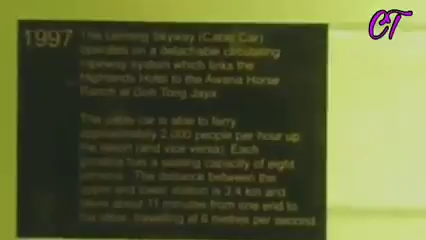 CT
1997
The Genting Skyway (Cable Car)
operates on a detachable circulating
ropeway system which links the
Highlands Hotel to the Awana Horse
Ranch at Goh Tong Jaya
The cable car is able to ferry
approximately 2,000 people per hour up
the resort (and vice versa). Each
gondola has a seating capacity of eight
persons. The distance between the
upper and lower station is 3.4 km and
takes about 11 minutes from one end to
the other, travelling at 6 metres per second